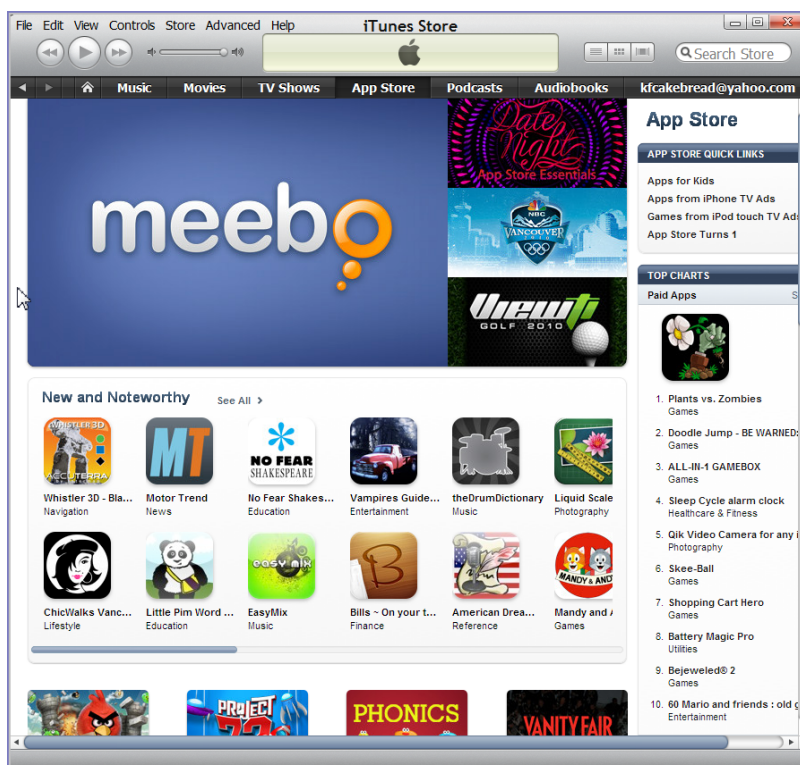 File Edit View Controls Store Advanced Help
iTunes Store
Search Store
Music Movies TV Shows App Store Podcasts Audiobooks kfcakebread@yahoo.com
meebo
Date Night
App Store Essentials
NBC
VANCOUVER
2010
ViewTi
GOLF 2010
App Store
APP STORE QUICK LINKS
Apps for Kids
Apps from iPhone TV Ads
Games from iPod touch TV Ads
App Store Turns 1
TOP CHARTS
Paid Apps S
1. Plants vs. Zombies
Games
2. Doodle Jump - BE WARNED:
Games
3. ALL-IN-1 GAMEBOX
Games
4. Sleep Cycle alarm clock
Healthcare & Fitness
5. Qik Video Camera for any i
Photography
6. Skee-Ball
Games
7. Shopping Cart Hero
Games
8. Battery Magic Pro
Utilities
9. Bejeweled® 2
Games
10. 60 Mario and friends : old g
Entertainment
New and Noteworthy See All
WHISTLER 3D
ACCUTERRA
MT
NO FEAR
SHAKESPEARE
Whistler 3D - Bla... Motor Trend No Fear Shakes... Vampires Guide... theDrumDictionary Liquid Scale
Navigation News Education Entertainment Music Photography
easy mix
B
MANDY & AND
ChicWalks Vanc... Little Pim Word ... EasyMix Bills ~ On your t... American Drea... Mandy and A
Lifestyle Education Music Finance Reference Games
PROJECT
PHONICS
VANITY FAIR